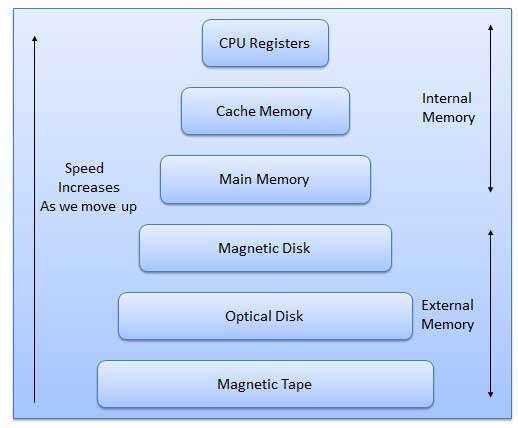 CPU Registers
Cache Memory
Internal
Memory
Main Memory
Speed
Increases
As we move up
Magnetic Disk
Optical Disk
External
Memory
Magnetic Tape